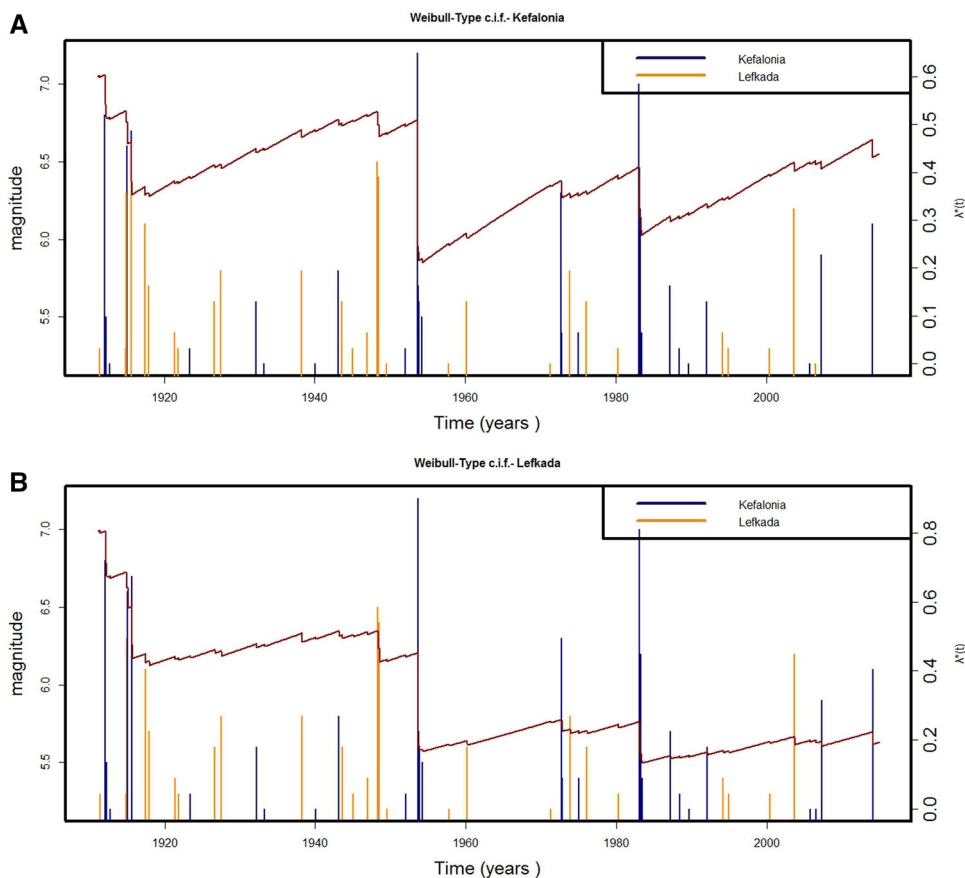 A
Weibull-Type c.i.f.- Kefalonia
Kefalonia
Lefkada
magnitude
7.0
6.5
6.0
5.5
0.6
0.5
0.4
0.3
0.2
0.1
0.0
λ*(t)
1920
1940
1960
1980
2000
Time (years )
B
Weibull-Type c.i.f.- Lefkada
Kefalonia
Lefkada
magnitude
7.0
6.5
6.0
5.5
0.8
0.6
0.4
0.2
0.0
λ*(t)
1920
1940
1960
1980
2000
Time (years )